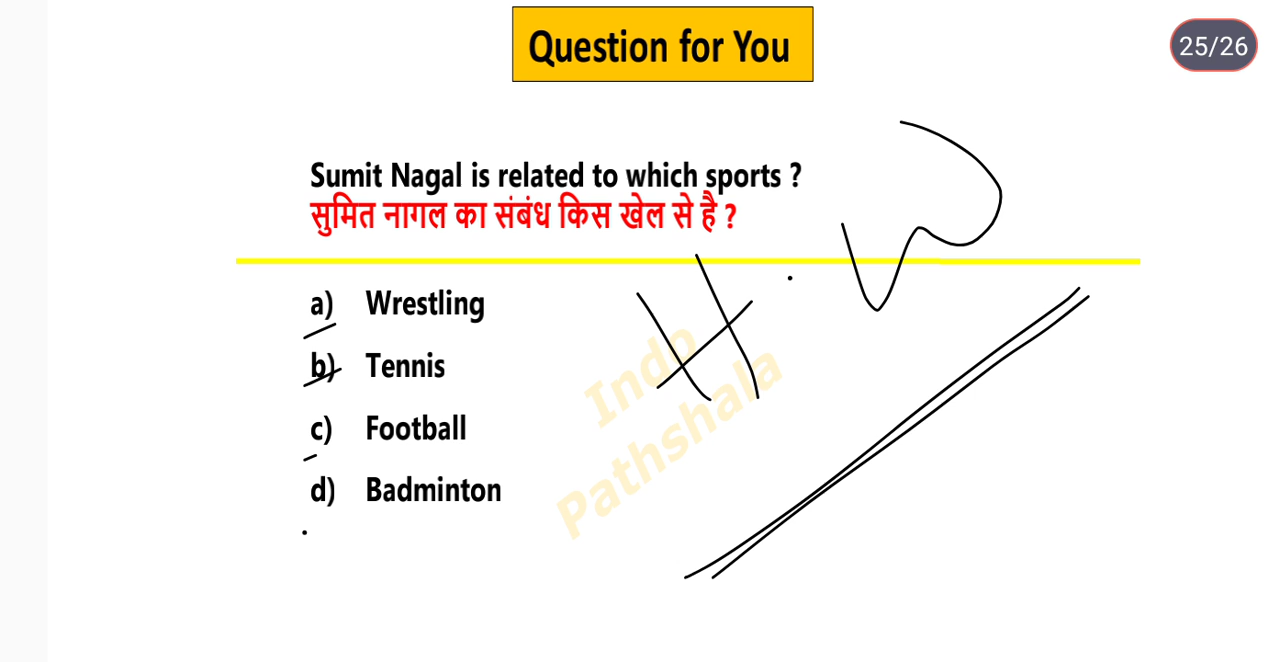 Question for You
25/26
Sumit Nagal is related to which sports ?
सुमित नागल का संबंध किस खेल से है ?
a) Wrestling
b) Tennis
c) Football
d) Badminton
Indo
Pathshala